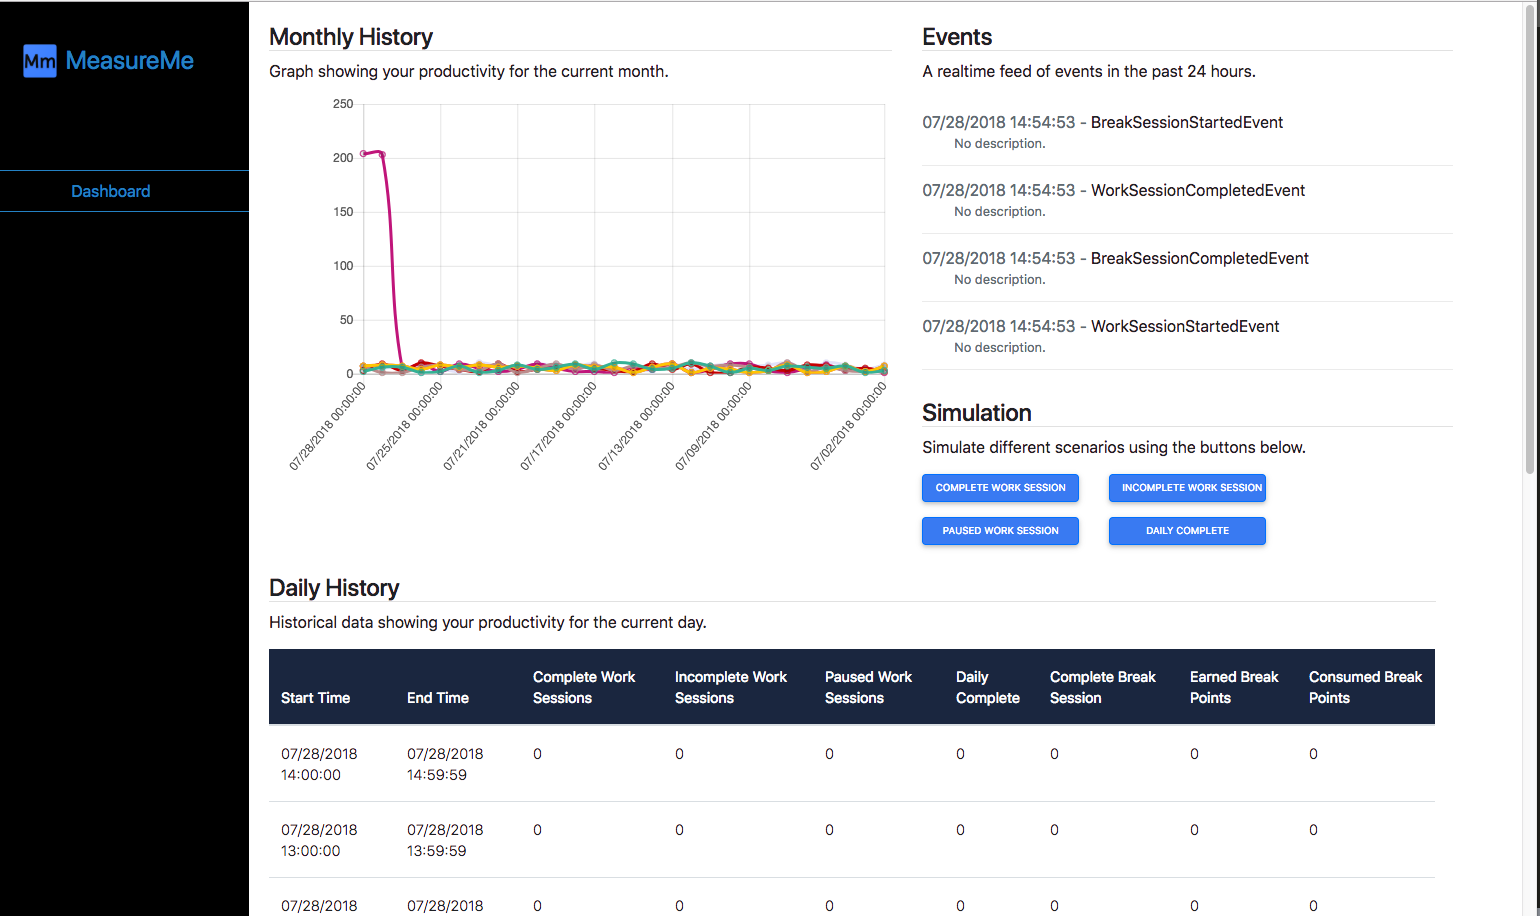 Mm MeasureMe
Dashboard
Monthly History
Graph showing your productivity for the current month.
250
200
150
100
50
0
07/28/2018 00:00:00
07/25/2018 00:00:00
07/21/2018 00:00:00
07/17/2018 00:00:00
07/13/2018 00:00:00
07/09/2018 00:00:00
07/02/2018 00:00:00
Events
A realtime feed of events in the past 24 hours.
07/28/2018 14:54:53 - BreakSessionStartedEvent
No description.
07/28/2018 14:54:53 - WorkSessionCompletedEvent
No description.
07/28/2018 14:54:53 - BreakSessionCompletedEvent
No description.
07/28/2018 14:54:53 - WorkSessionStartedEvent
No description.
Simulation
Simulate different scenarios using the buttons below.
COMPLETE WORK SESSION INCOMPLETE WORK SESSION
PAUSED WORK SESSION DAILY COMPLETE
Daily History
Historical data showing your productivity for the current day.
Complete Work Incomplete Work Paused Work Daily Complete Break Earned Break Consumed Break
Start Time End Time Sessions Sessions Sessions Complete Session Points Points
07/28/2018 07/28/2018 0 0 0 0 0 0 0
14:00:00 14:59:59
07/28/2018 07/28/2018 0 0 0 0 0 0 0
13:00:00 13:59:59
07/28/2018 07/28/2018 0 0 0 0 0 0 0